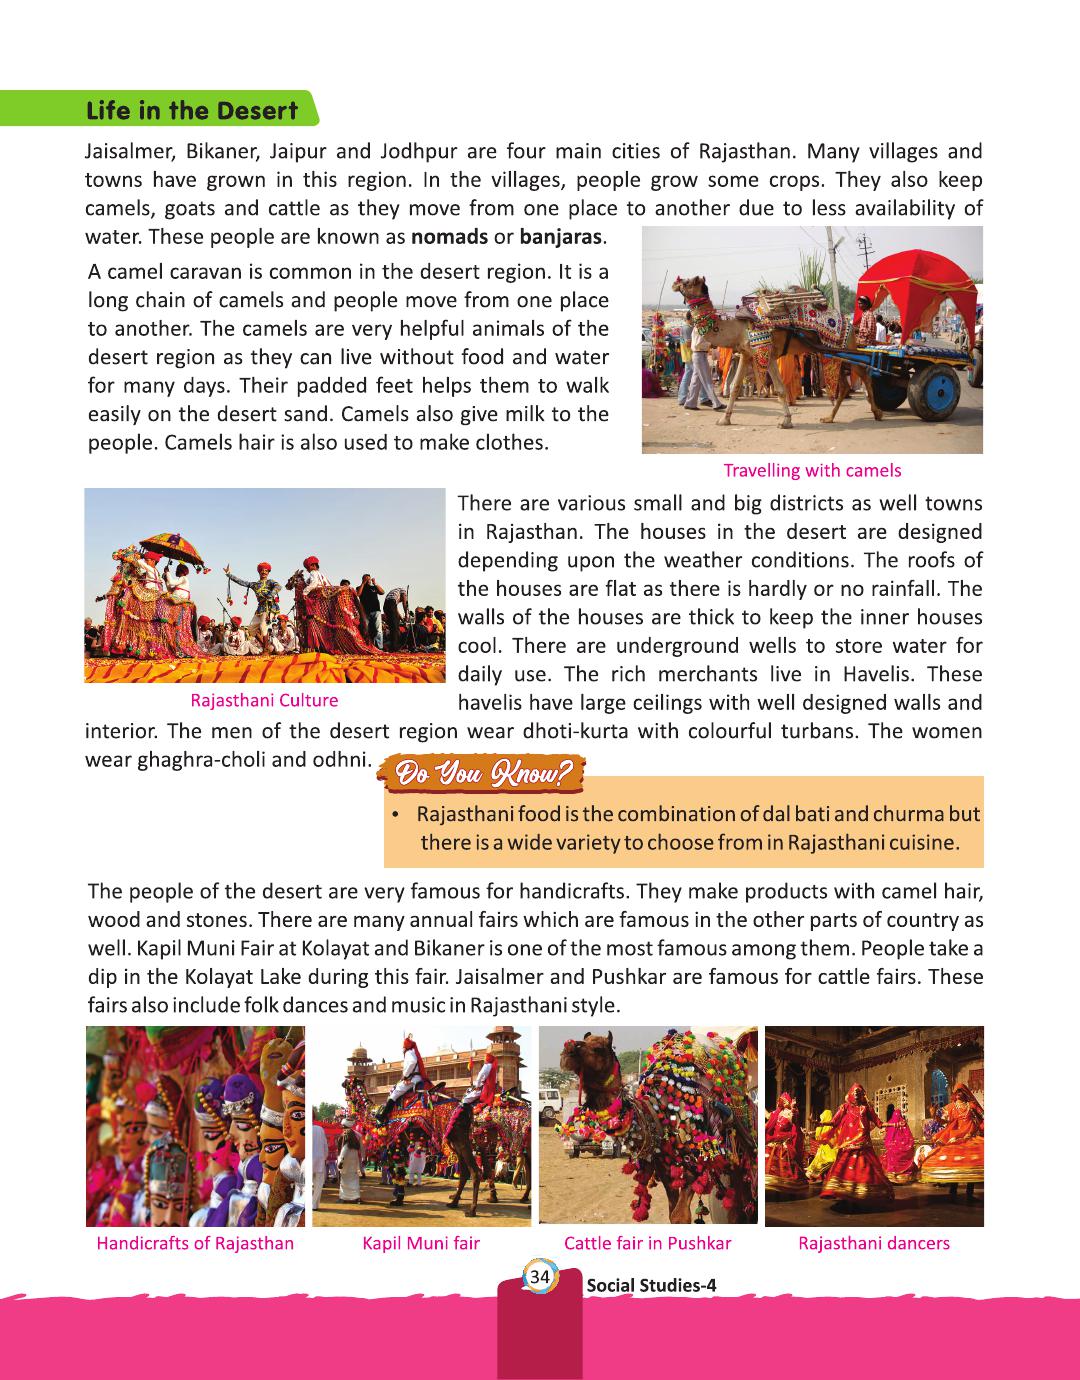 Life in the Desert
Jaisalmer, Bikaner, Jaipur and Jodhpur are four main cities of Rajasthan. Many villages and
towns have grown in this region. In the villages, people grow some crops. They also keep
camels, goats and cattle as they move from one place to another due to less availability of
water. These people are known as nomads or banjaras.
A camel caravan is common in the desert region. It is a
long chain of camels and people move from one place
to another. The camels are very helpful animals of the
desert region as they can live without food and water
for many days. Their padded feet helps them to walk
easily on the desert sand. Camels also give milk to the
people. Camels hair is also used to make clothes.
Travelling with camels
There are various small and big districts as well towns
in Rajasthan. The houses in the desert are designed
depending upon the weather conditions. The roofs of
the houses are flat as there is hardly or no rainfall. The
walls of the houses are thick to keep the inner houses
cool. There are underground wells to store water for
daily use. The rich merchants live in Havelis. These
havelis have large ceilings with well designed walls and
Rajasthani Culture
interior. The men of the desert region wear dhoti-kurta with colourful turbans. The women
wear ghaghra-choli and odhni.
Do You Know?
• Rajasthani food is the combination of dal bati and churma but
there is a wide variety to choose from in Rajasthani cuisine.
The people of the desert are very famous for handicrafts. They make products with camel hair,
wood and stones. There are many annual fairs which are famous in the other parts of country as
well. Kapil Muni Fair at Kolayat and Bikaner is one of the most famous among them. People take a
dip in the Kolayat Lake during this fair. Jaisalmer and Pushkar are famous for cattle fairs. These
fairs also include folk dances and music in Rajasthani style.
Handicrafts of Rajasthan
Kapil Muni fair
Cattle fair in Pushkar
Rajasthani dancers
34
Social Studies-4